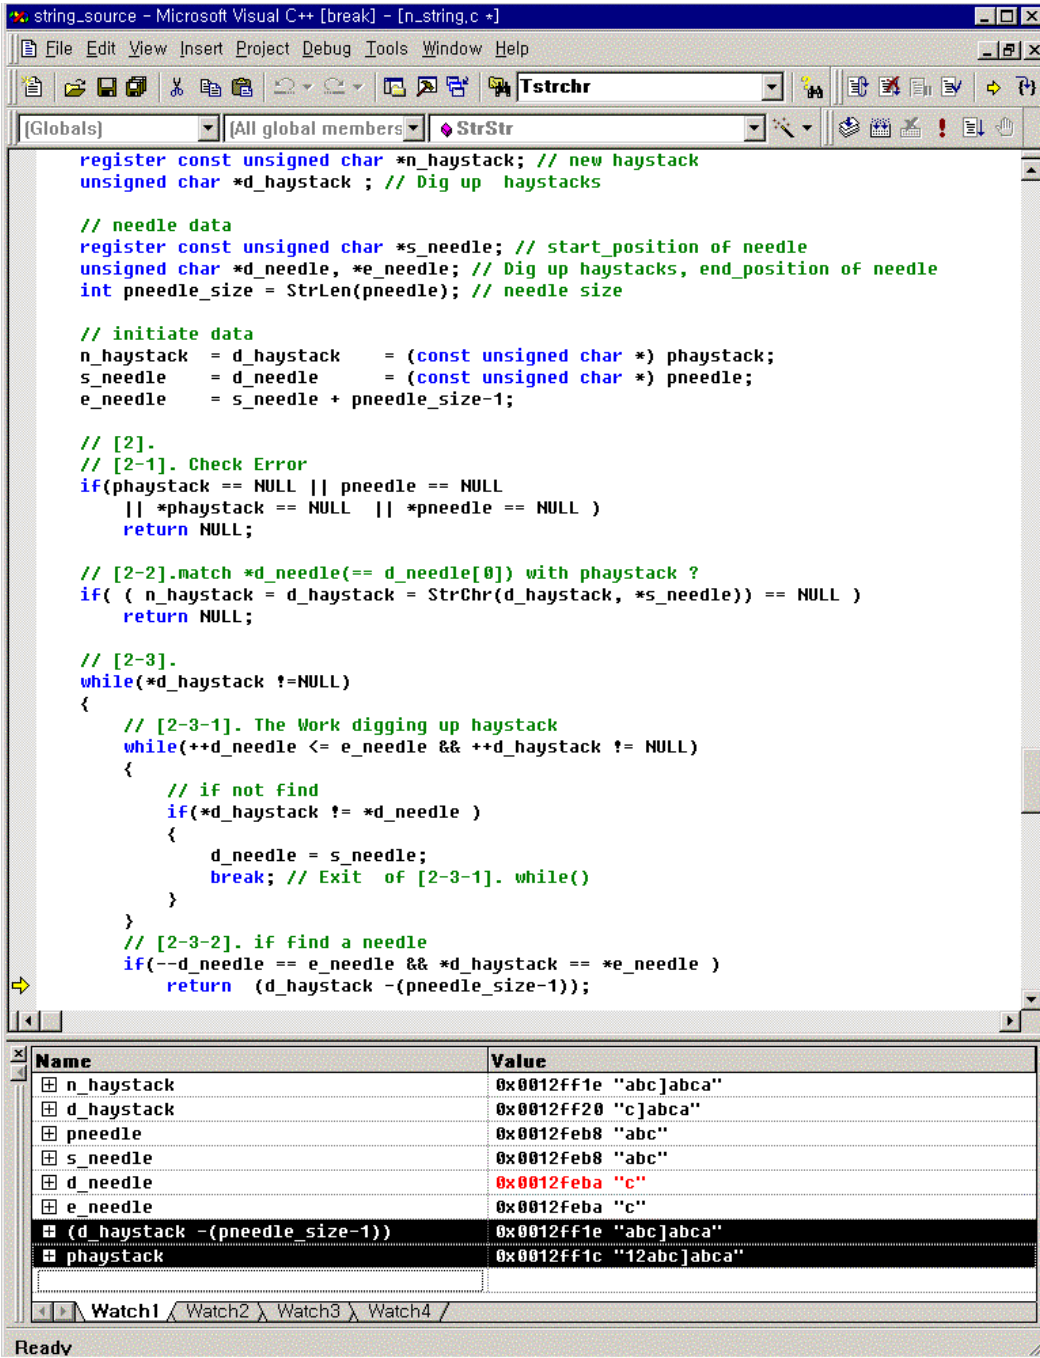 string_source - Microsoft Visual C++ [break] - [n_string.c *]
File Edit View Insert Project Debug Tools Window Help
Tstrchr
(Globals) (All global members StrStr
register const unsigned char *n_haystack; // new haystack
unsigned char *d_haystack ; // Dig up  haystacks
// needle data
register const unsigned char *s_needle; // start_position of needle
unsigned char *d_needle, *e_needle; // Dig up haystacks, end_position of needle
int pneedle_size = StrLen(pneedle); // needle size
// initiate data
n_haystack  = d_haystack    = (const unsigned char *) phaystack;
s_needle    = d_needle      = (const unsigned char *) pneedle;
e_needle    = s_needle + pneedle_size-1;
// [2].
// [2-1]. Check Error
if(phaystack == NULL || pneedle == NULL
|| *phaystack == NULL  || *pneedle == NULL )
return NULL;
// [2-2].match *d_needle(== d_needle[0]) with phaystack ?
if( ( n_haystack = d_haystack = StrChr(d_haystack, *s_needle)) == NULL )
return NULL;
// [2-3].
while(*d_haystack !=NULL)
{
// [2-3-1]. The Work digging up haystack
while(++d_needle <= e_needle && ++d_haystack != NULL)
{
// if not find
if(*d_haystack != *d_needle )
{
d_needle = s_needle;
break; // Exit  of [2-3-1]. while()
}
}
// [2-3-2]. if find a needle
if(--d_needle == e_needle && *d_haystack == *e_needle )
return  (d_haystack -(pneedle_size-1));
Name Value
n_haystack 0x0012ff1e "abc]abca"
d_haystack 0x0012ff20 "c]abca"
pneedle 0x0012feb8 "abc"
s_needle 0x0012feb8 "abc"
d_needle 0x0012feba "c"
e_needle 0x0012feba "c"
(d_haystack -(pneedle_size-1)) 0x0012ff1e "abc]abca"
phaystack 0x0012ff1c "12abc]abca"
Watch1 Watch2 Watch3 Watch4
Ready